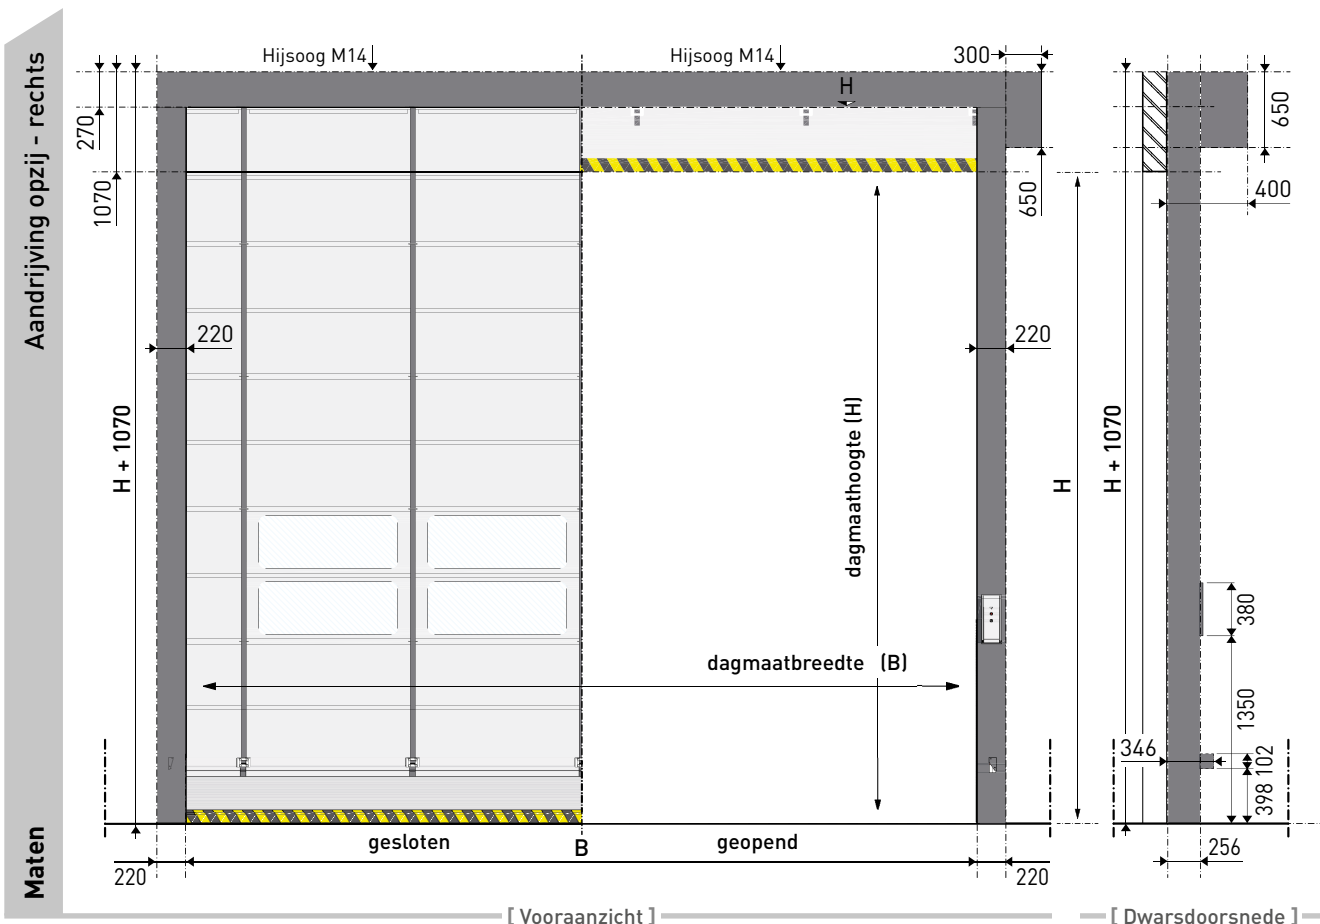 Aandrijving opzij - rechts
Maten
Hijsoog M14
Hijsoog M14
300
H
270
1070
650
650
400
220
220
H + 1070
dagmaathoogte (H)
H
H + 1070
dagmaatbreedte (B)
380
1350
346
102
398
gesloten
B
geopend
220
220
256
[ Vooraanzicht ]
[ Dwarsdoorsnede ]